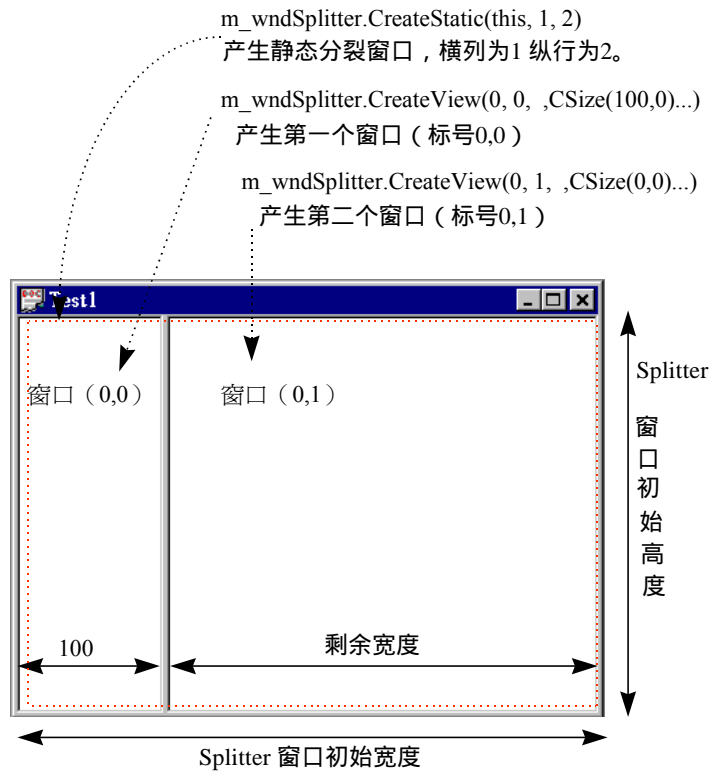 m_wndSplitter.CreateStatic(this, 1, 2)
产生静态分裂窗口，横列为1 纵行为2。
m_wndSplitter.CreateView(0, 0, ,CSize(100,0)...)
产生第一个窗口（标号0,0）
m_wndSplitter.CreateView(0, 1, ,CSize(0,0)...)
产生第二个窗口（标号0,1）
Test1
窗口（0,0）
窗口（0,1）
Splitter
窗
口
初
始
高
度
100
剩余宽度
Splitter 窗口初始宽度